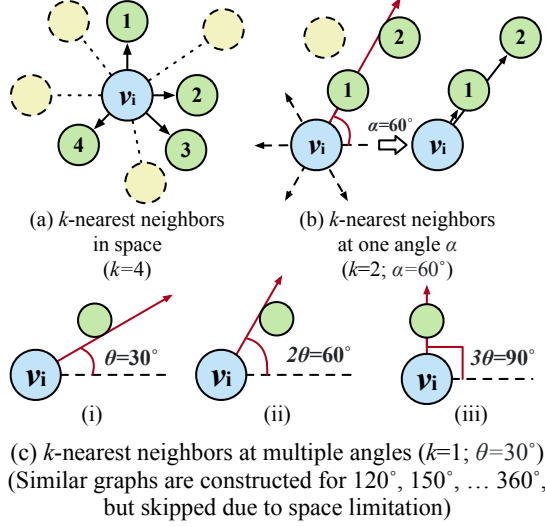 1
v_i
2
4
3
(a) k-nearest neighbors
in space
(k=4)
2
1
v_i
α=60°
2
1
v_i
(b) k-nearest neighbors
at one angle α
(k=2; α=60°)
v_i
θ=30°
(i)
v_i
2θ=60°
(ii)
v_i
3θ=90°
(iii)
(c) k-nearest neighbors at multiple angles (k=1; θ=30°)
(Similar graphs are constructed for 120°, 150°, … 360°,
but skipped due to space limitation)